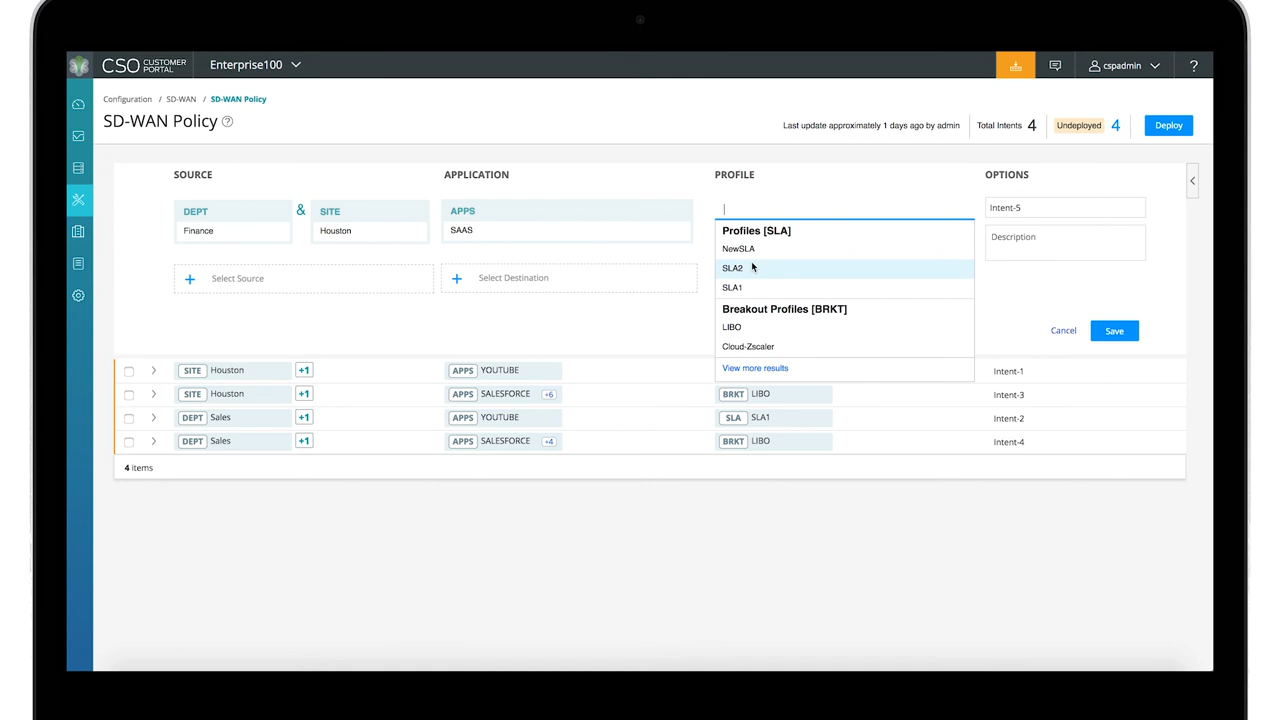 CSO CUSTOMER PORTAL
Enterprise100
cspadmin
?
Configuration / SD-WAN / SD-WAN Policy
SD-WAN Policy ?
Last update approximately 1 days ago by admin
Total Intents 4
Undeployed 4
Deploy
SOURCE
APPLICATION
PROFILE
OPTIONS
DEPT
Finance
&
SITE
Houston
APPS
SAAS
Intent-5
Description
+ Select Source
+ Select Destination
Profiles [SLA]
NewSLA
SLA2
SLA1
Breakout Profiles [BRKT]
LIBO
Cloud-Zscaler
View more results
Cancel
Save
SITE Houston +1 APPS YOUTUBE Intent-1
SITE Houston +1 APPS SALESFORCE +6 BRKT LIBO Intent-3
DEPT Sales +1 APPS YOUTUBE SLA SLA1 Intent-2
DEPT Sales +1 APPS SALESFORCE +4 BRKT LIBO Intent-4
4 items